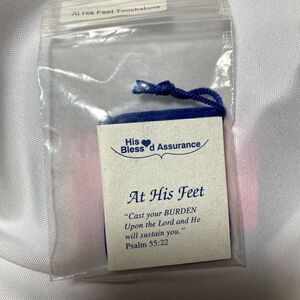 At His Feet Touchstone
His
Bless♥d Assurance
At His Feet
“Cast your BURDEN
Upon the Lord and He
will sustain you.”
Psalm 55:22